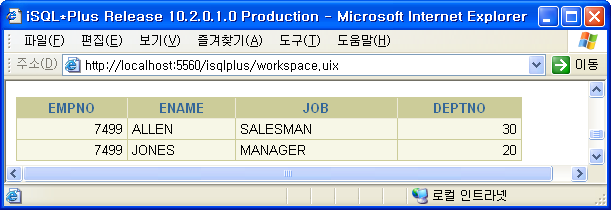 iSQL*Plus Release 10.2.0.1.0 Production - Microsoft Internet Explorer
파일(F) 편집(E) 보기(V) 즐겨찾기(A) 도구(T) 도움말(H)
주소(D) http://localhost:5560/isqlplus/workspace.uix 이동
EMPNO ENAME JOB DEPTNO
7499 ALLEN SALESMAN 30
7499 JONES MANAGER 20
로컬 인트라넷